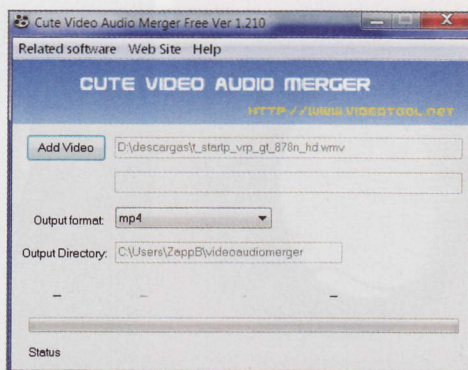 Cute Video Audio Merger Free Ver 1.210
Related software Web Site Help
CUTE VIDEO AUDIO MERGER
HTTP://WWW.VIDEOTOOL.NET
Add Video D:\descargas\t_startp_vrp_gt_878n_hd.wmv
Output format: mp4
Output Directory: C:\Users\ZappB\videoaudiomerger
Status